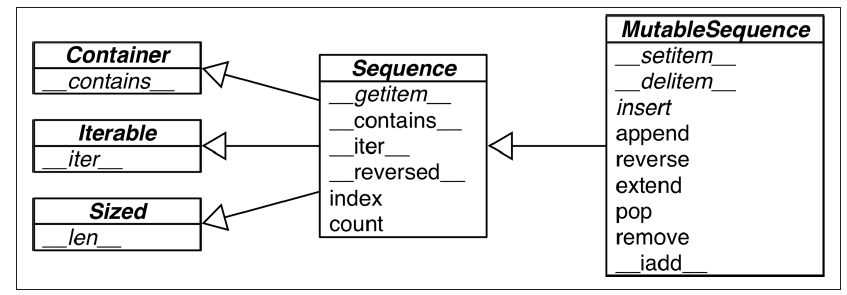 Container
__contains__
Iterable
__iter__
Sized
__len__
Sequence
__getitem__
__contains__
__iter__
__reversed__
index
count
MutableSequence
__setitem__
__delitem__
insert
append
reverse
extend
pop
remove
__iadd__